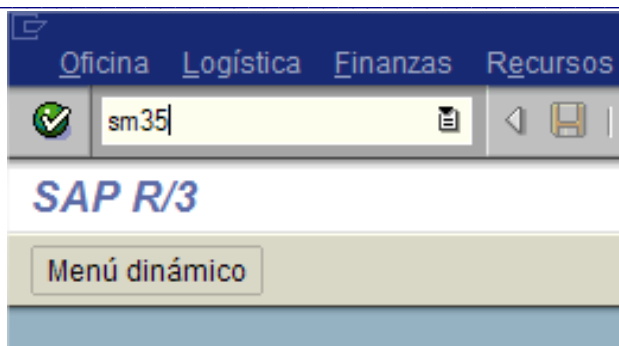 Oficina Logística Finanzas Recursos
sm35
SAP R/3
Menú dinámico